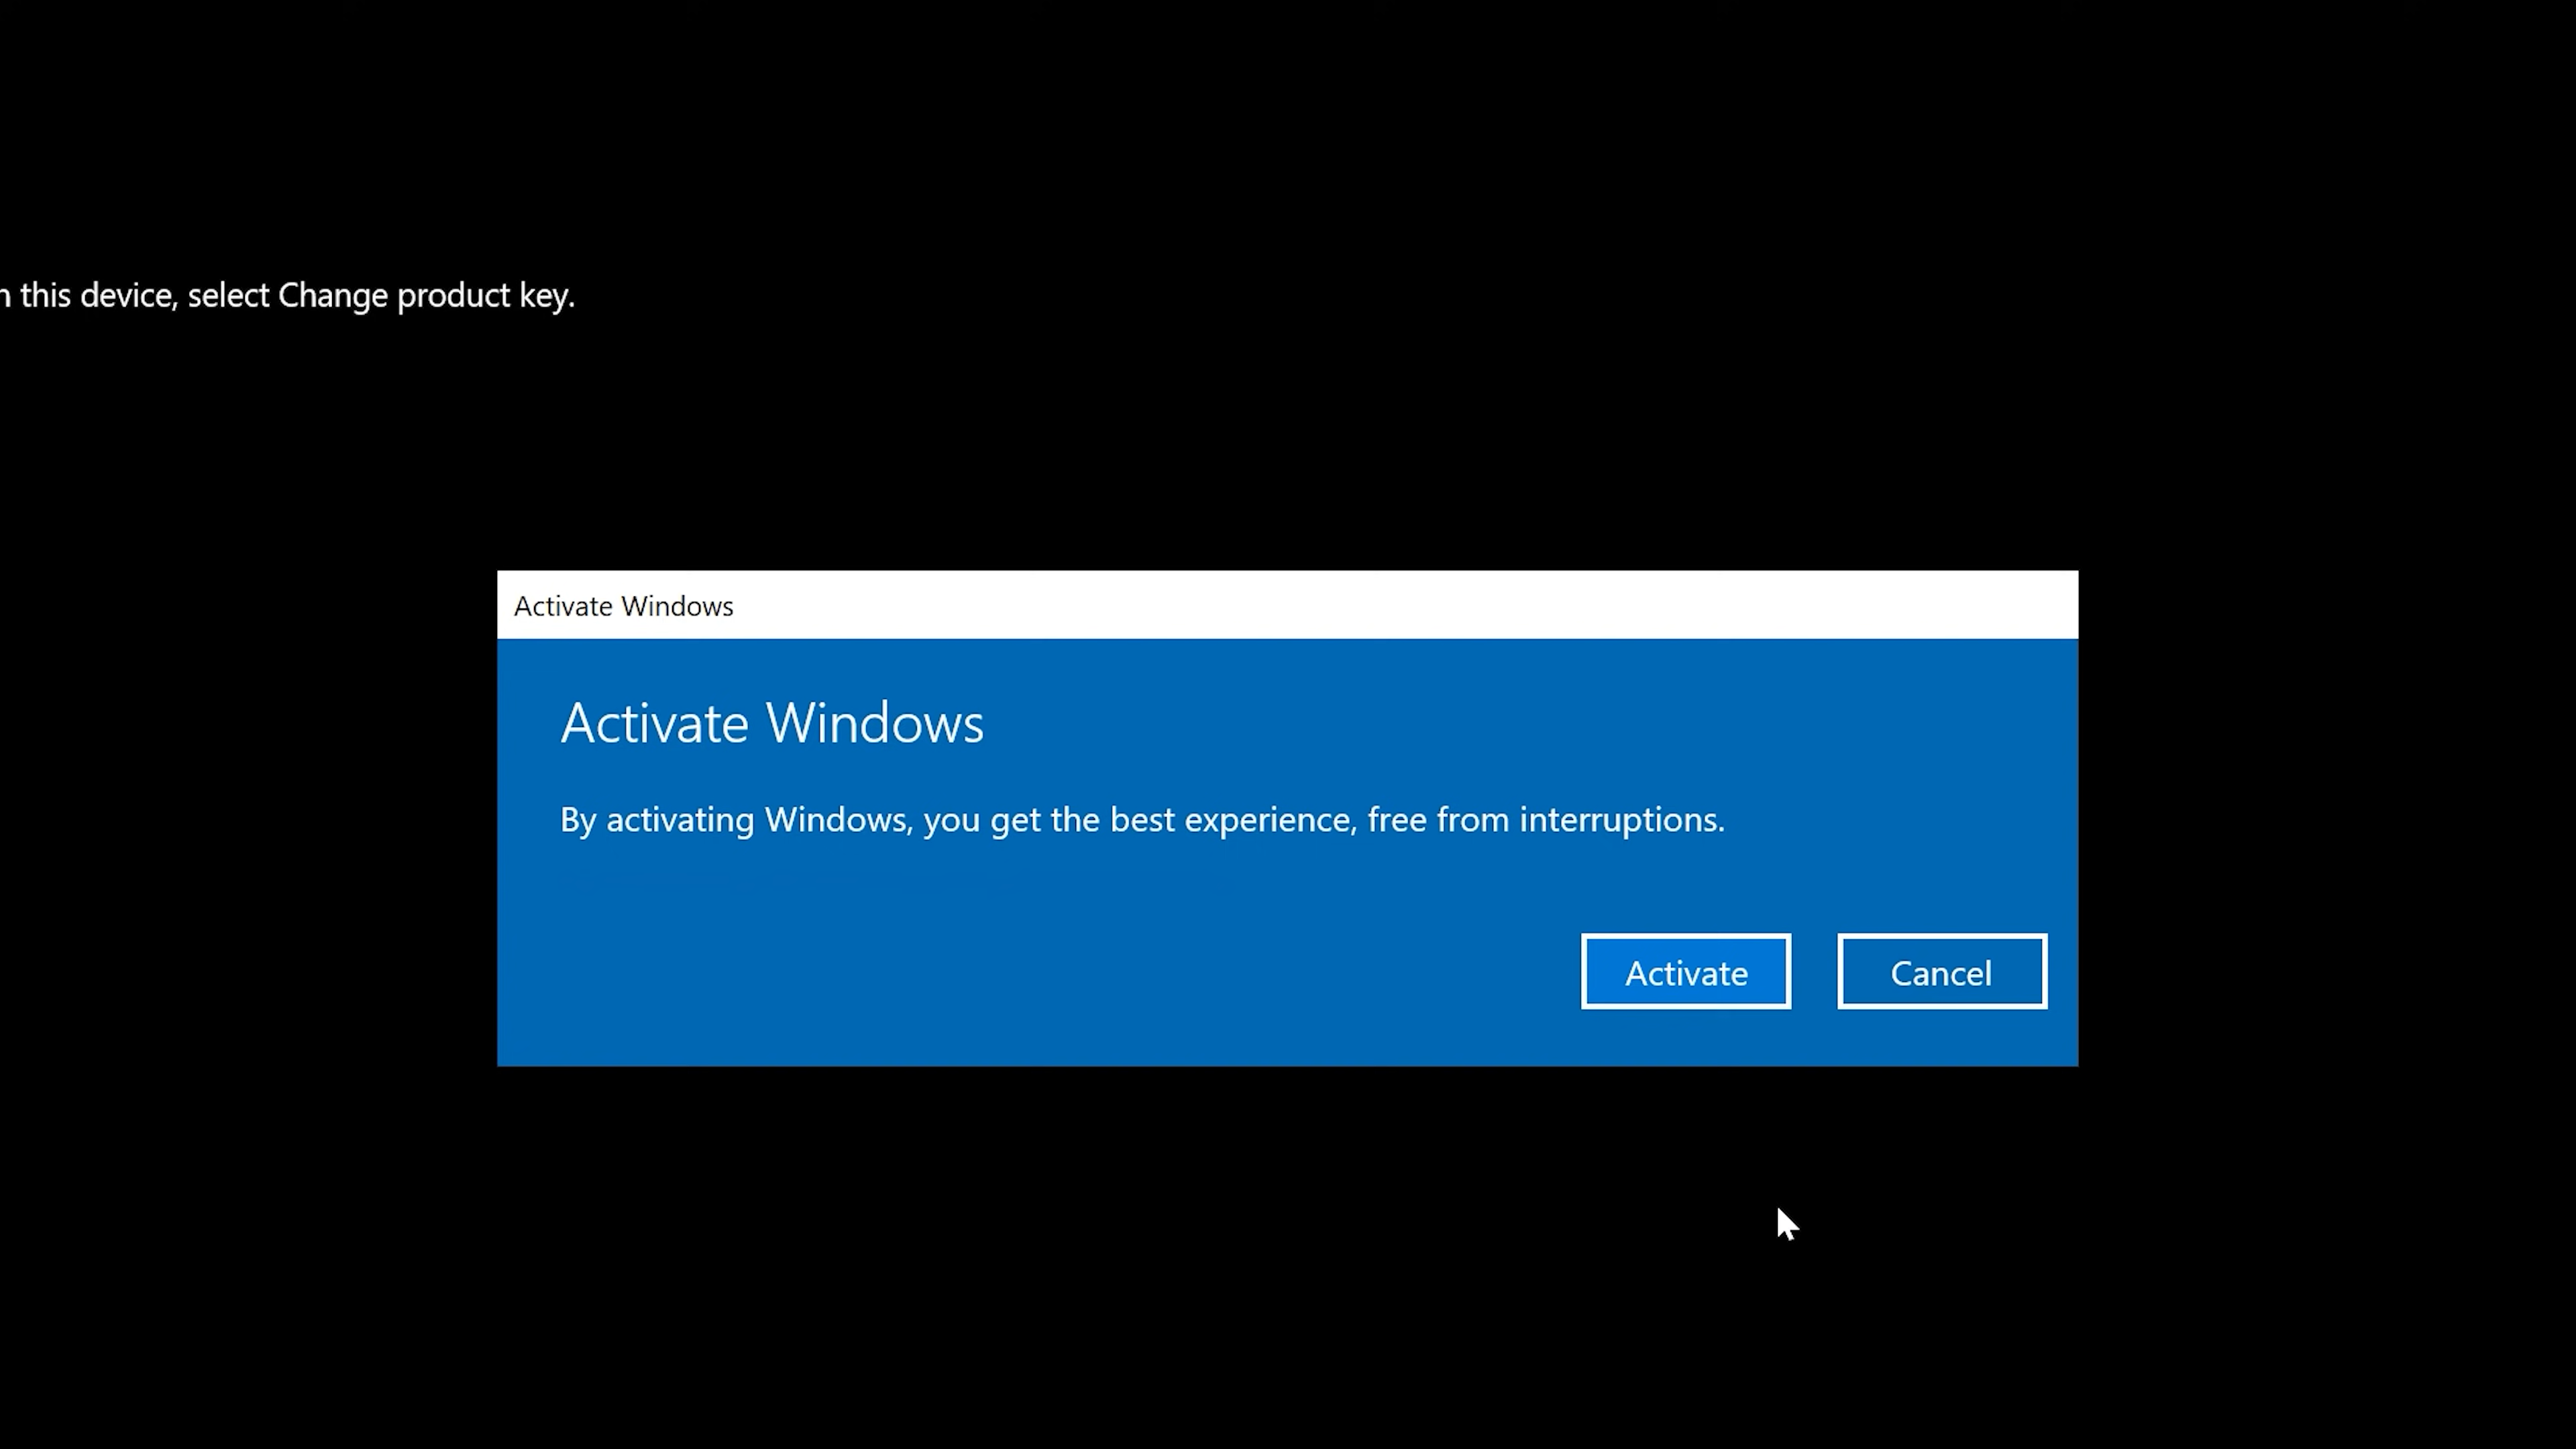 this device, select Change product key.
Activate Windows
Activate Windows
By activating Windows, you get the best experience, free from interruptions.
Activate
Cancel